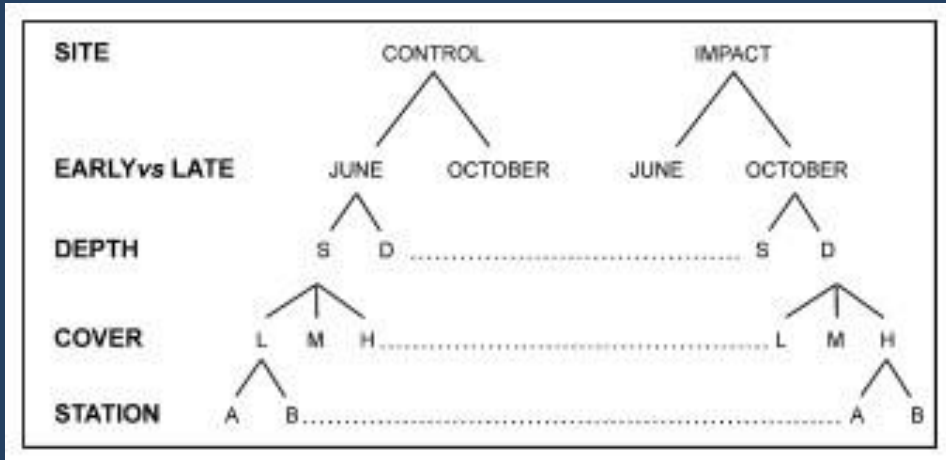 SITE CONTROL IMPACT
EARLY vs LATE JUNE OCTOBER JUNE OCTOBER
DEPTH S D S D
COVER L M H L M H
STATION A B A B